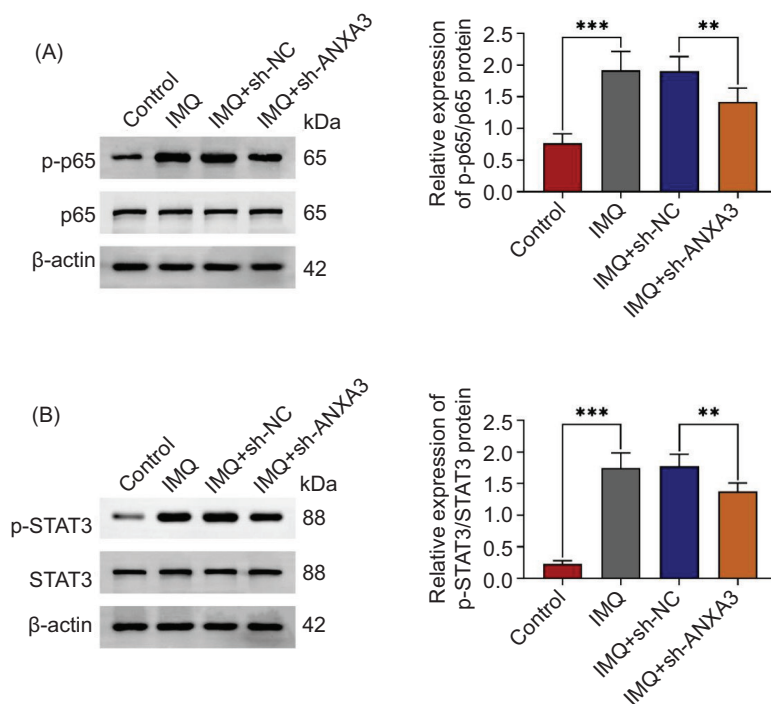 (A)
Control
IMQ
IMQ+sh-NC
IMQ+sh-ANXA3
kDa
p-p65
65
p65
65
β-actin
42
Relative expression
of p-p65/p65 protein
2.5
2.0
1.5
1.0
0.5
0.0
***
**
Control
IMQ
IMQ+sh-NC
IMQ+sh-ANXA3
(B)
Control
IMQ
IMQ+sh-NC
IMQ+sh-ANXA3
kDa
p-STAT3
88
STAT3
88
β-actin
42
Relative expression of
p-STAT3/STAT3 protein
2.5
2.0
1.5
1.0
0.5
0.0
***
**
Control
IMQ
IMQ+sh-NC
IMQ+sh-ANXA3